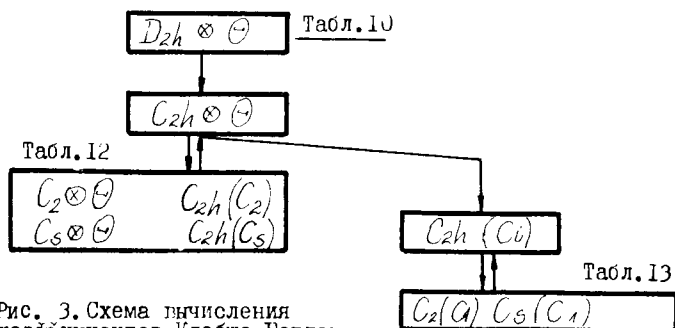 D₂h ⊗ Θ Табл.10
C₂h ⊗ Θ
Табл.12
C₂⊗Θ C₂h(C₂)
Cs⊗Θ C₂h(Cs)
C₂h (Ci)
Табл.13
C₂(C₁) Cs(C₁)
Рис. 3. Схема вычисления